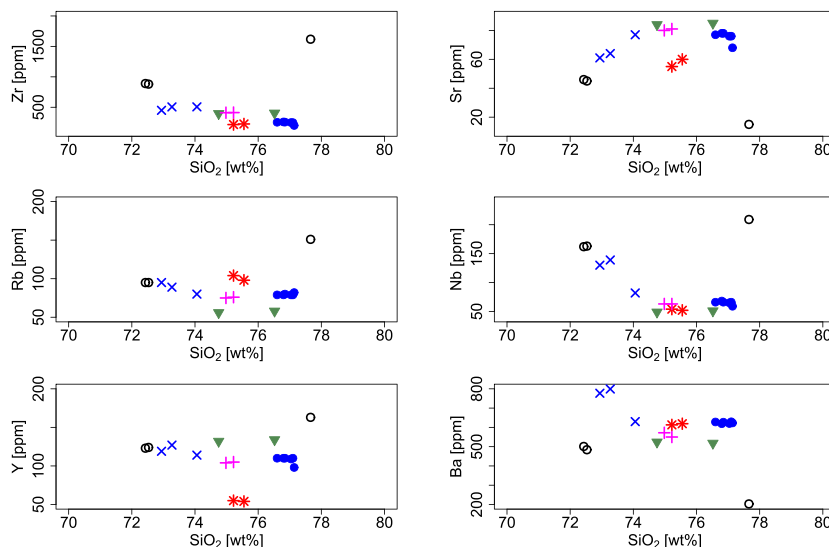 Zr [ppm]
1500
500
70 72 74 76 78 80
SiO₂ [wt%]
Sr [ppm]
60
20
70 72 74 76 78 80
SiO₂ [wt%]
Rb [ppm]
200
100
50
70 72 74 76 78 80
SiO₂ [wt%]
Nb [ppm]
150
50
70 72 74 76 78 80
SiO₂ [wt%]
Y [ppm]
200
100
50
70 72 74 76 78 80
SiO₂ [wt%]
Ba [ppm]
800
500
200
70 72 74 76 78 80
SiO₂ [wt%]